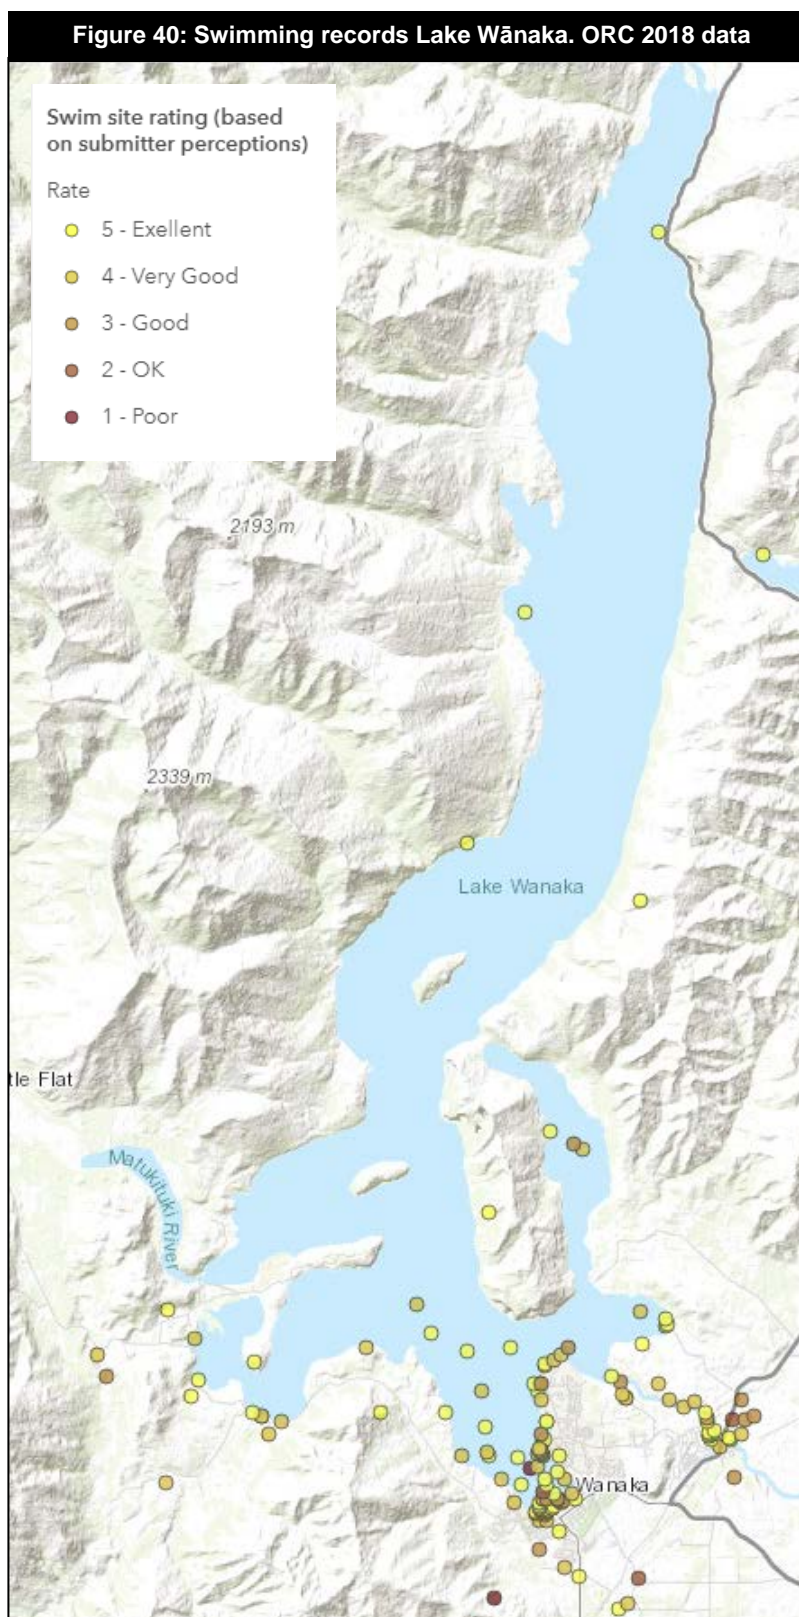 Figure 40: Swimming records Lake Wānaka. ORC 2018 data
Swim site rating (based
on submitter perceptions)
Rate
5 - Exellent
4 - Very Good
3 - Good
2 - OK
1 - Poor
2193 m
2339 m
Lake Wanaka
tle Flat
Matukituki River
Wanaka